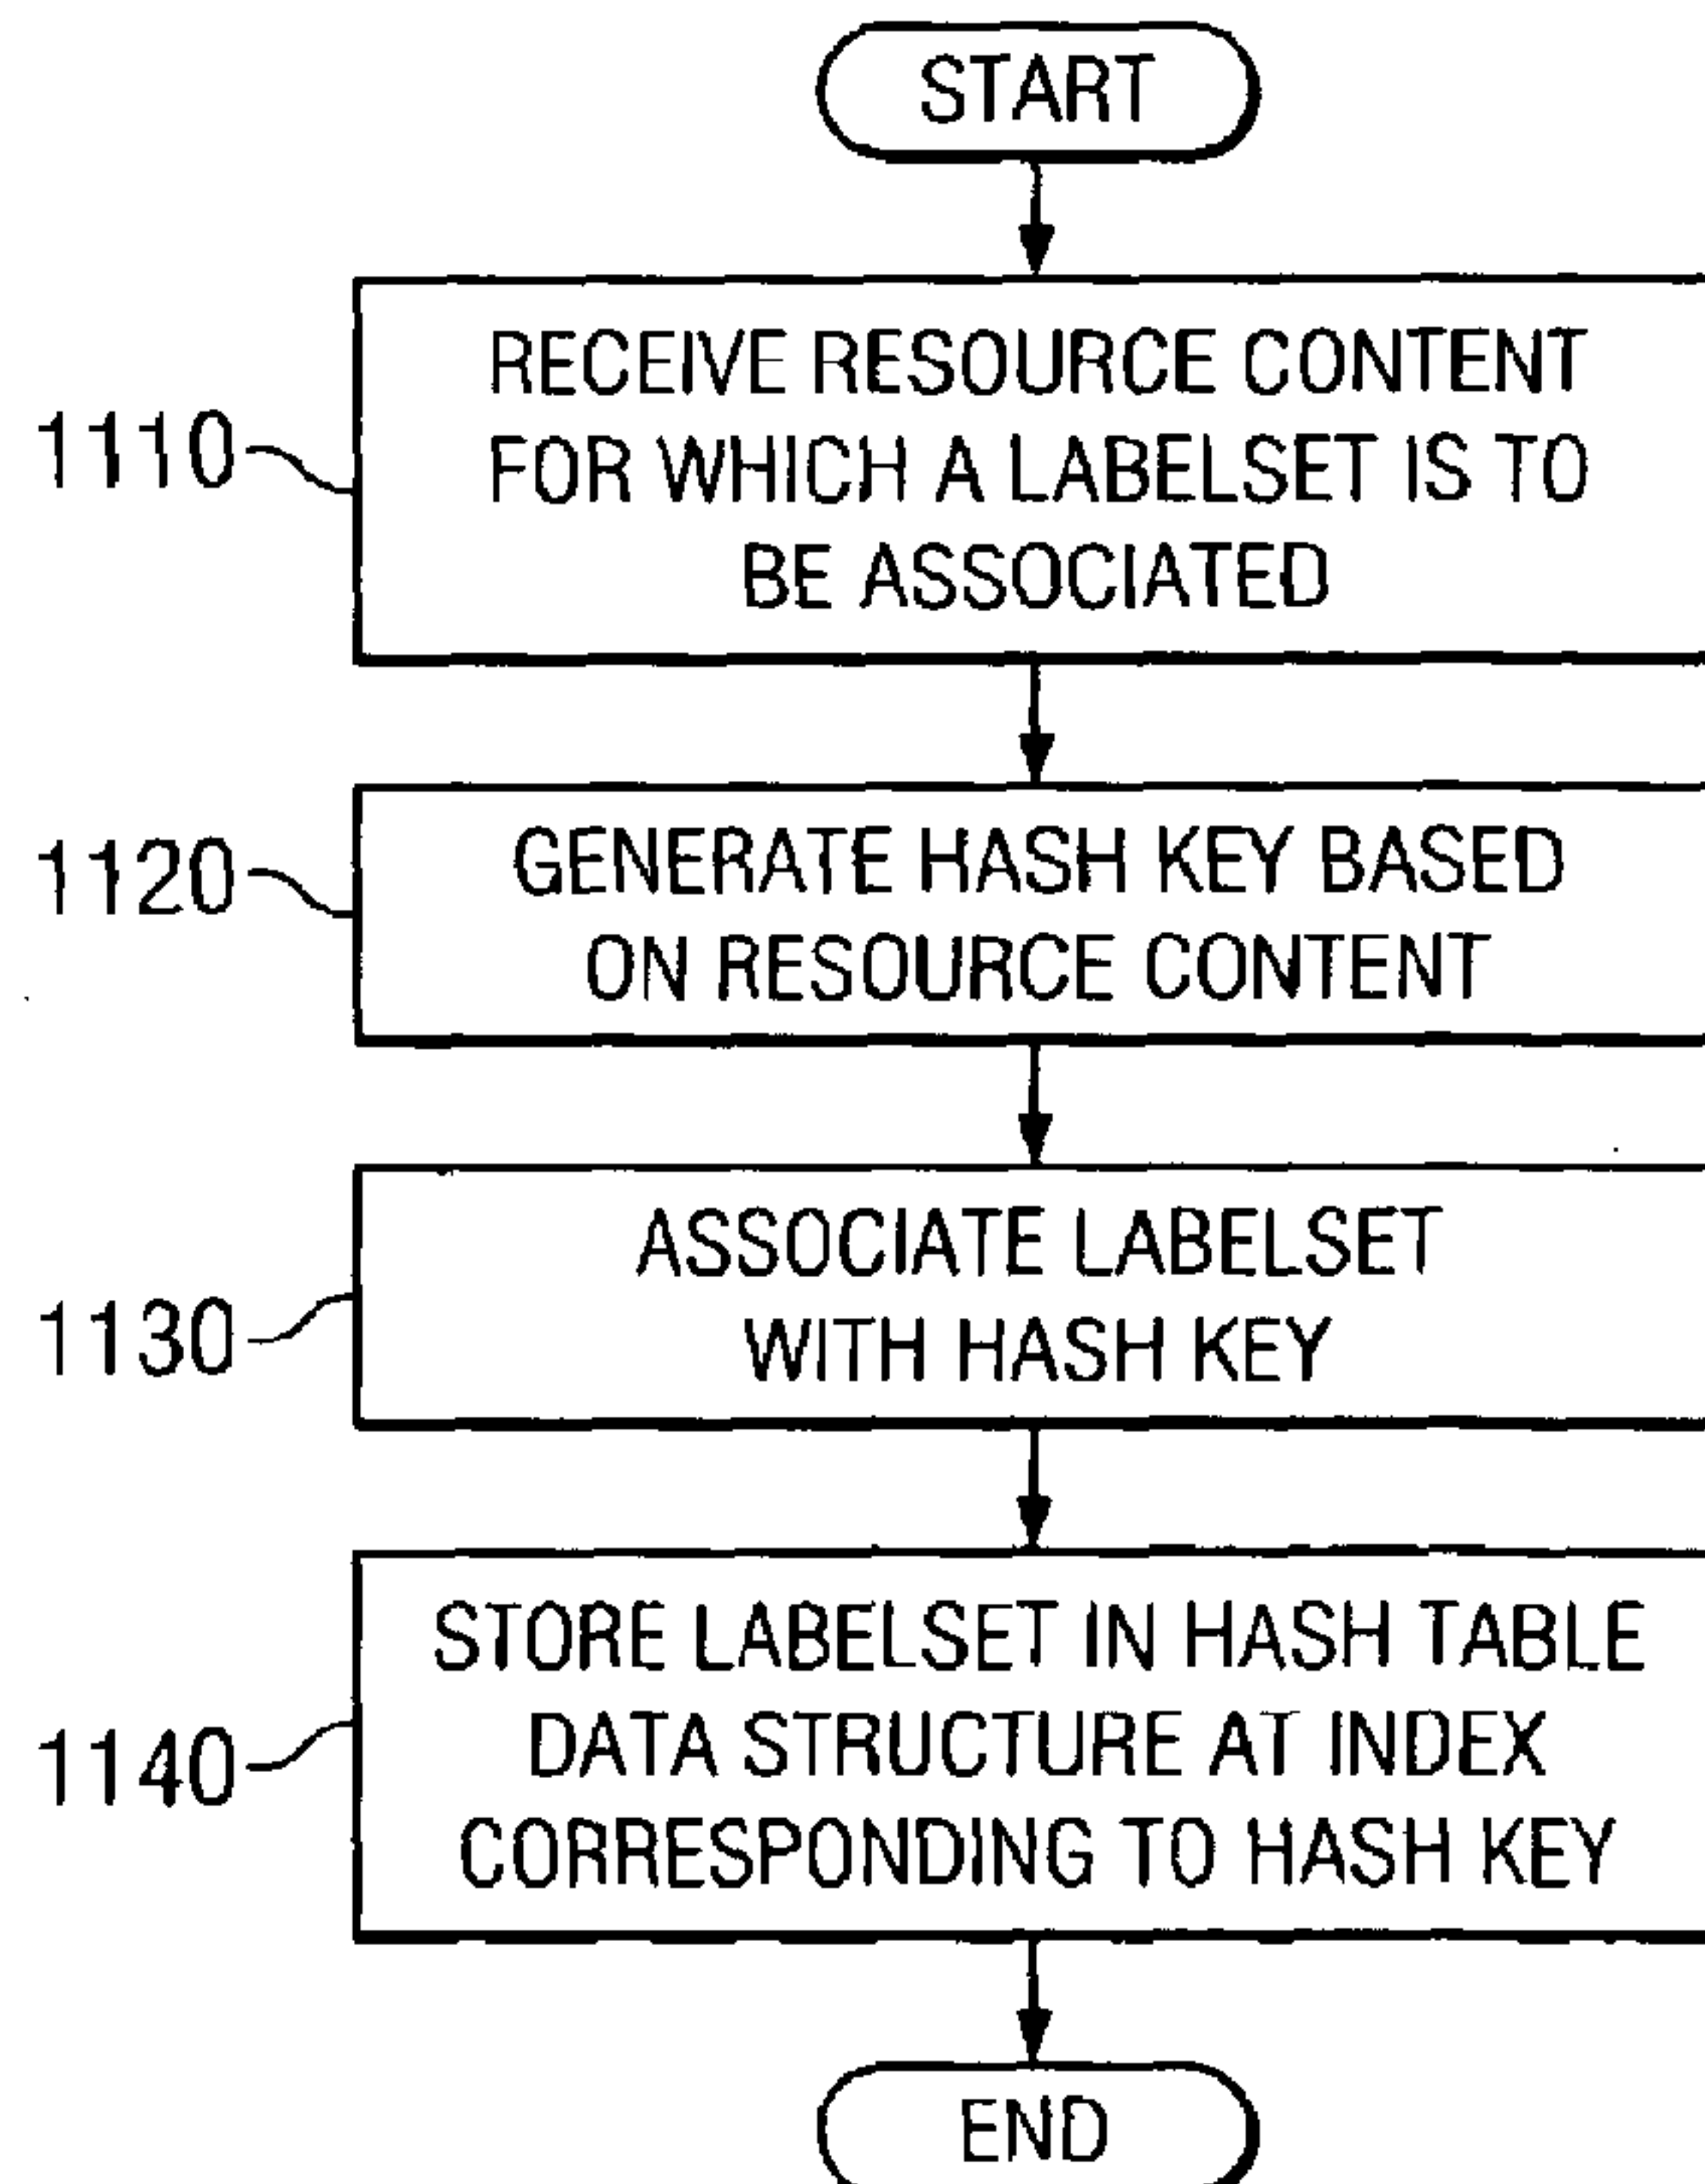 START
1110
RECEIVE RESOURCE CONTENT
FOR WHICH A LABELSET IS TO
BE ASSOCIATED
1120
GENERATE HASH KEY BASED
ON RESOURCE CONTENT
1130
ASSOCIATE LABELSET
WITH HASH KEY
1140
STORE LABELSET IN HASH TABLE
DATA STRUCTURE AT INDEX
CORRESPONDING TO HASH KEY
END